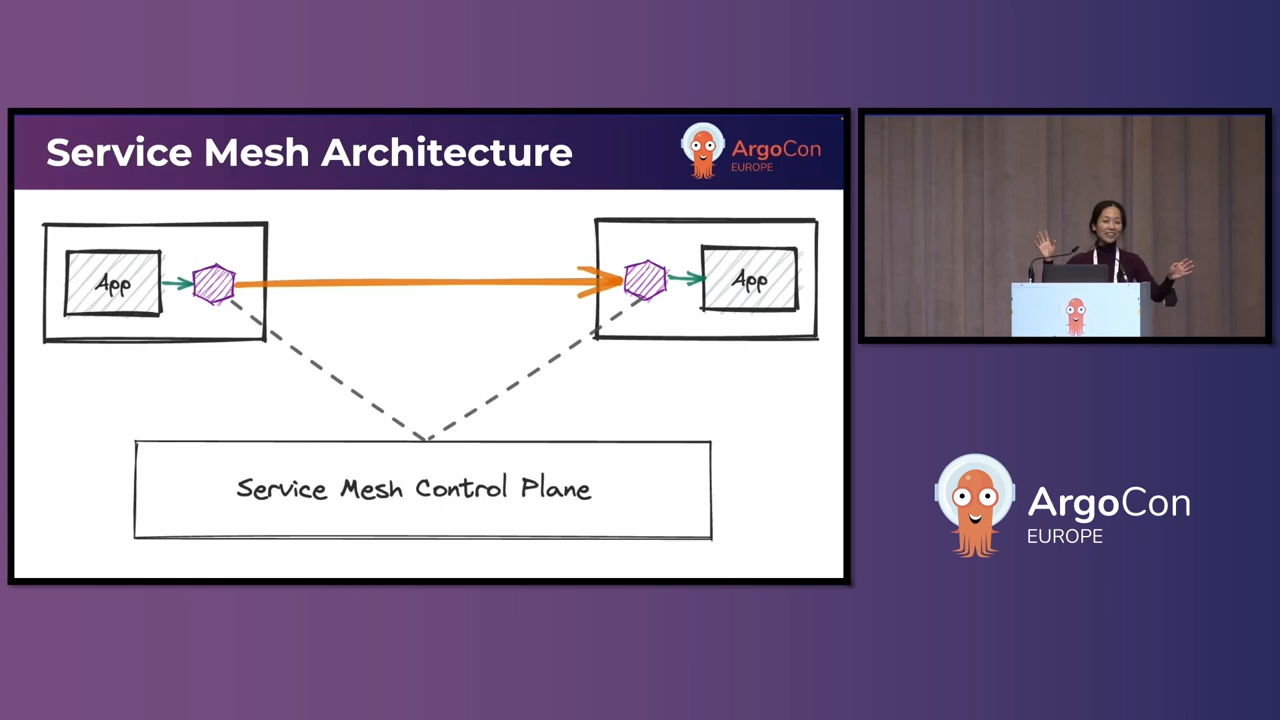 Service Mesh Architecture
ArgoCon
EUROPE
App
App
Service Mesh Control Plane
ArgoCon
EUROPE